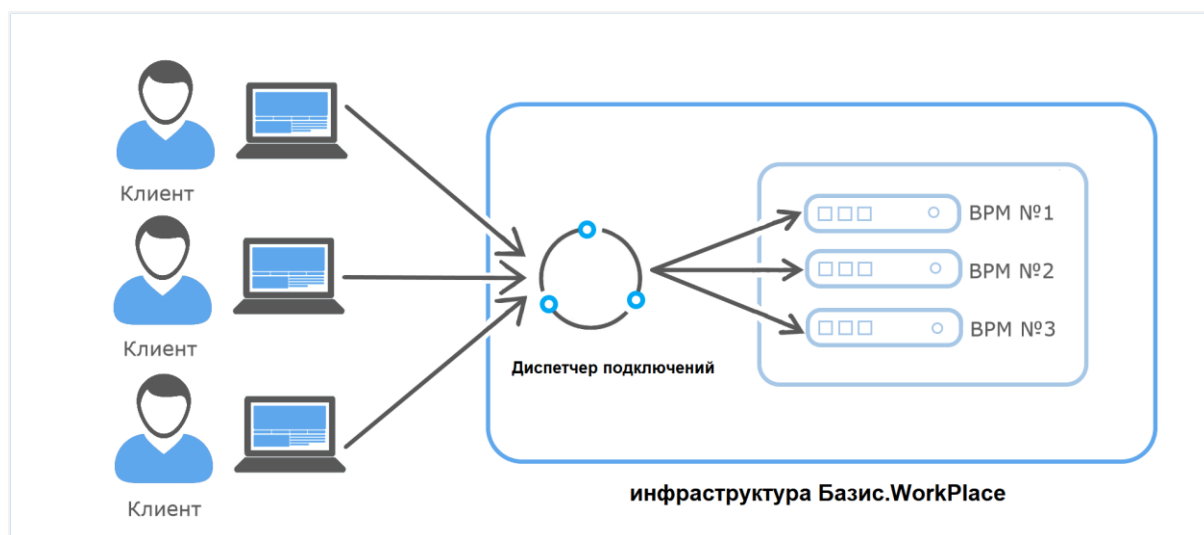 Клиент
Клиент
Клиент
Диспетчер подключений
ВРМ №1
ВРМ №2
ВРМ №3
инфраструктура Базис.WorkPlace